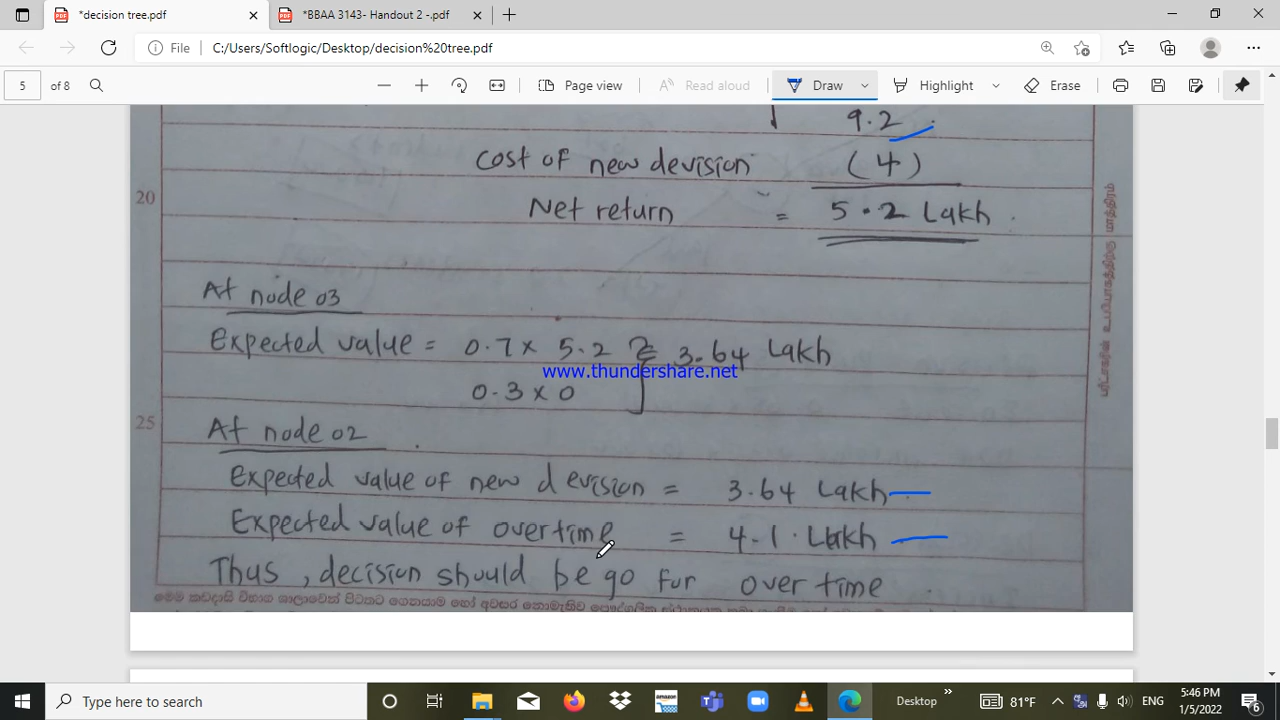 *decision tree.pdf
*BBAA 3143- Handout 2 -.pdf
File
C:/Users/Softlogic/Desktop/decision%20tree.pdf
5 of 8
Page view
Read aloud
Draw
Highlight
Erase
9.2
Cost of new devision (4)
20
Net return = 5.2 Lakh
At node 03
Expected value = 0.7 x 5.2 } = 3.64 Lakh
www.thundershare.net
0.3 x 0
25
At node 02
Expected value of new devision = 3.64 Lakh
Expected value of overtime = 4.1 Lakh
Thus, decision should be go for over time
Type here to search
Desktop
81°F
ENG
5:46 PM
1/5/2022
6